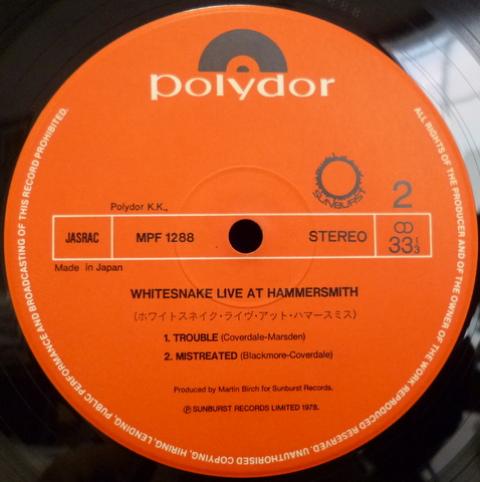 polydor
SUNBURST
2
Polydor K.K.,
JASRAC
MPF 1288
STEREO
33 1/3
Made in Japan
WHITESNAKE LIVE AT HAMMERSMITH
(ホワイトスネイク・ライヴ・アット・ハマースミス)
1. TROUBLE (Coverdale-Marsden)
2. MISTREATED (Blackmore-Coverdale)
Produced by Martin Birch for Sunburst Records.
Ⓟ SUNBURST RECORDS LIMITED 1978.
ALL RIGHTS OF THE PRODUCER AND OF THE OWNER OF THE WORK REPRODUCED RESERVED. UNAUTHORISED COPYING, HIRING, LENDING, PUBLIC PERFORMANCE AND BROADCASTING OF THIS RECORD PROHIBITED.